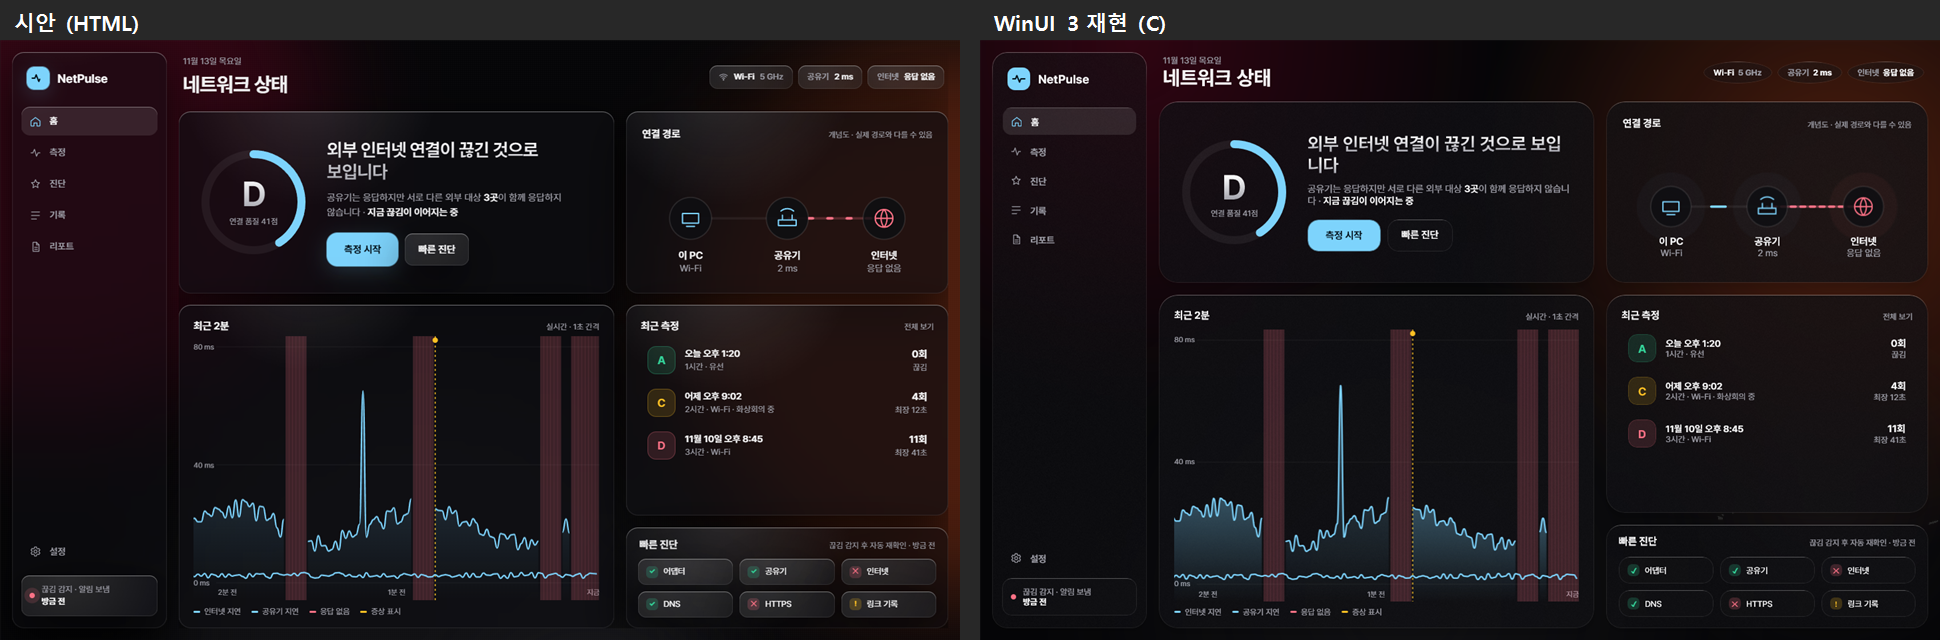 시안 (HTML)
NetPulse
홈
측정
진단
기록
리포트
설정
끊김 감지 · 알림 보냄
방금 전
11월 13일 목요일
네트워크 상태
Wi-Fi 5 GHz
공유기 2 ms
인터넷 응답 없음
D
연결 품질 41점
외부 인터넷 연결이 끊긴 것으로
보입니다
공유기는 응답하지만 서로 다른 외부 대상 3곳이 함께 응답하지
않습니다 · 지금 끊김이 이어지는 중
측정 시작
빠른 진단
연결 경로
개념도 · 실제 경로와 다를 수 있음
이 PC
Wi-Fi
공유기
2 ms
인터넷
응답 없음
최근 2분
실시간 · 1초 간격
80 ms
40 ms
0 ms
2분 전
1분 전
지금
인터넷 지연
공유기 지연
응답 없음
증상 표시
최근 측정
전체 보기
A
오늘 오후 1:20
1시간 · 유선
0회
끊김
C
어제 오후 9:02
2시간 · Wi-Fi · 화상회의 중
4회
최장 12초
D
11월 10일 오후 8:45
3시간 · Wi-Fi
11회
최장 41초
빠른 진단
끊김 감지 후 자동 재확인 · 방금 전
어댑터
공유기
인터넷
DNS
HTTPS
링크 기록
WinUI 3 재현 (C)
NetPulse
홈
측정
진단
기록
리포트
설정
끊김 감지 · 알림 보냄
방금 전
11월 13일 목요일
네트워크 상태
Wi-Fi 5 GHz
공유기 2 ms
인터넷 응답 없음
D
연결 품질 41점
외부 인터넷 연결이 끊긴 것으로 보입
니다
공유기는 응답하지만 서로 다른 외부 대상 3곳이 함께 응답하지 않습니
다 · 지금 끊김이 이어지는 중
측정 시작
빠른 진단
연결 경로
개념도 · 실제 경로와 다를 수 있음
이 PC
Wi-Fi
공유기
2 ms
인터넷
응답 없음
최근 2분
실시간 · 1초 간격
80 ms
40 ms
0 ms
2분 전
1분 전
지금
인터넷 지연
공유기 지연
응답 없음
증상 표시
최근 측정
전체 보기
A
오늘 오후 1:20
1시간 · 유선
0회
끊김
C
어제 오후 9:02
2시간 · Wi-Fi · 화상회의 중
4회
최장 12초
D
11월 10일 오후 8:45
3시간 · Wi-Fi
11회
최장 41초
빠른 진단
끊김 감지 후 자동 재확인 · 방금 전
어댑터
공유기
인터넷
DNS
HTTPS
링크 기록